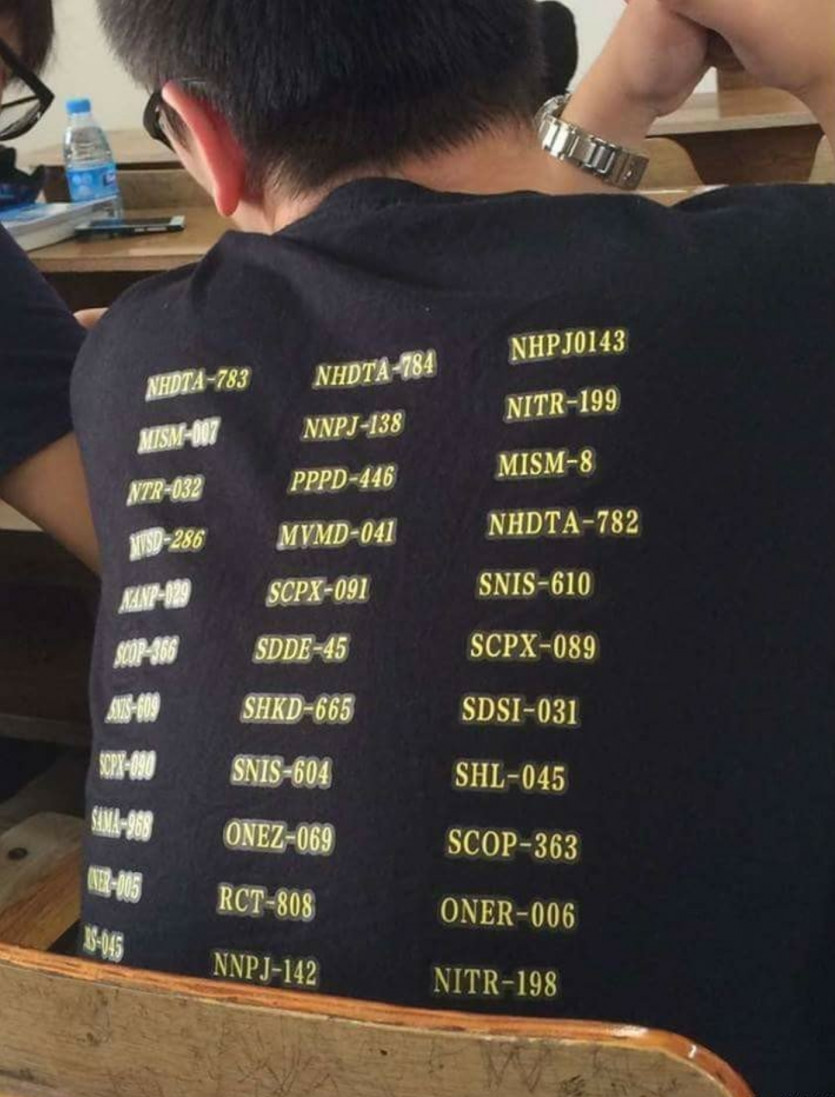 NHDTA-783 NHDTA-784 NHPJ0143
MISM-007 NNPJ-138 NITR-199
NTR-032 PPPD-446 MISM-8
MVSD-286 MVMD-041 NHDTA-782
NANP-029 SCPX-091 SNIS-610
SCOP-366 SDDE-45 SCPX-089
SNIS-609 SHKD-665 SDSI-031
SCPX-090 SNIS-604 SHL-045
SAMA-968 ONEZ-069 SCOP-363
ONER-005 RCT-808 ONER-006
NNPJ-142 NITR-198